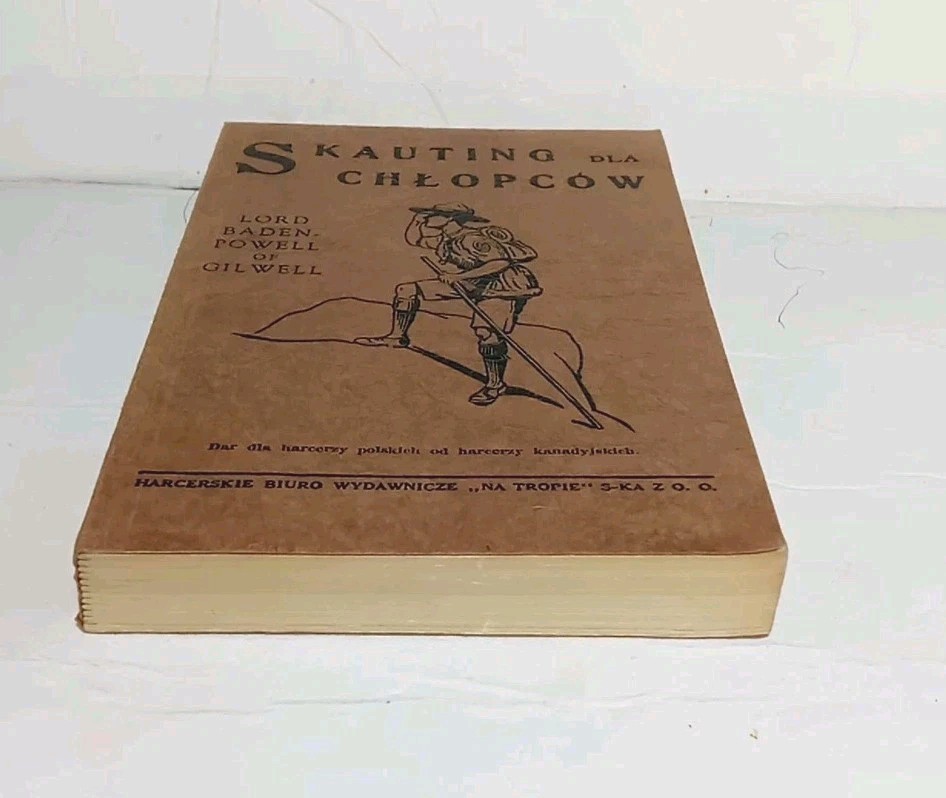 SKAUTING DLA
CHŁOPCÓW
LORD
BADEN-
POWELL
OF
GILWELL
Dar dla harcerzy polskich od harcerzy kanadyjskich.
HARCERSKIE BIURO WYDAWNICZE „NA TROPIE" S-KA Z O. O.